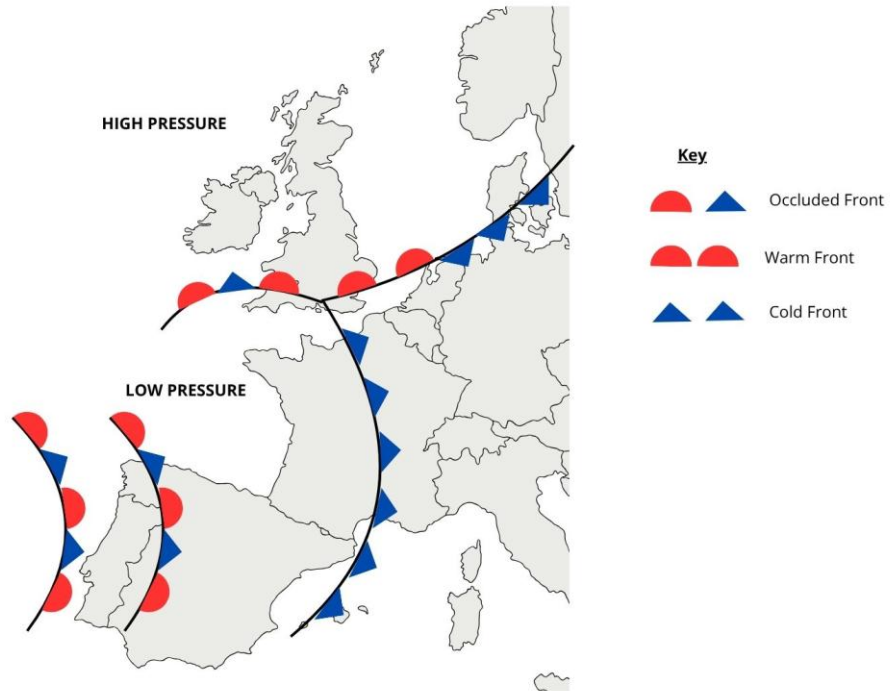 HIGH PRESSURE
LOW PRESSURE
Key
Occluded Front
Warm Front
Cold Front